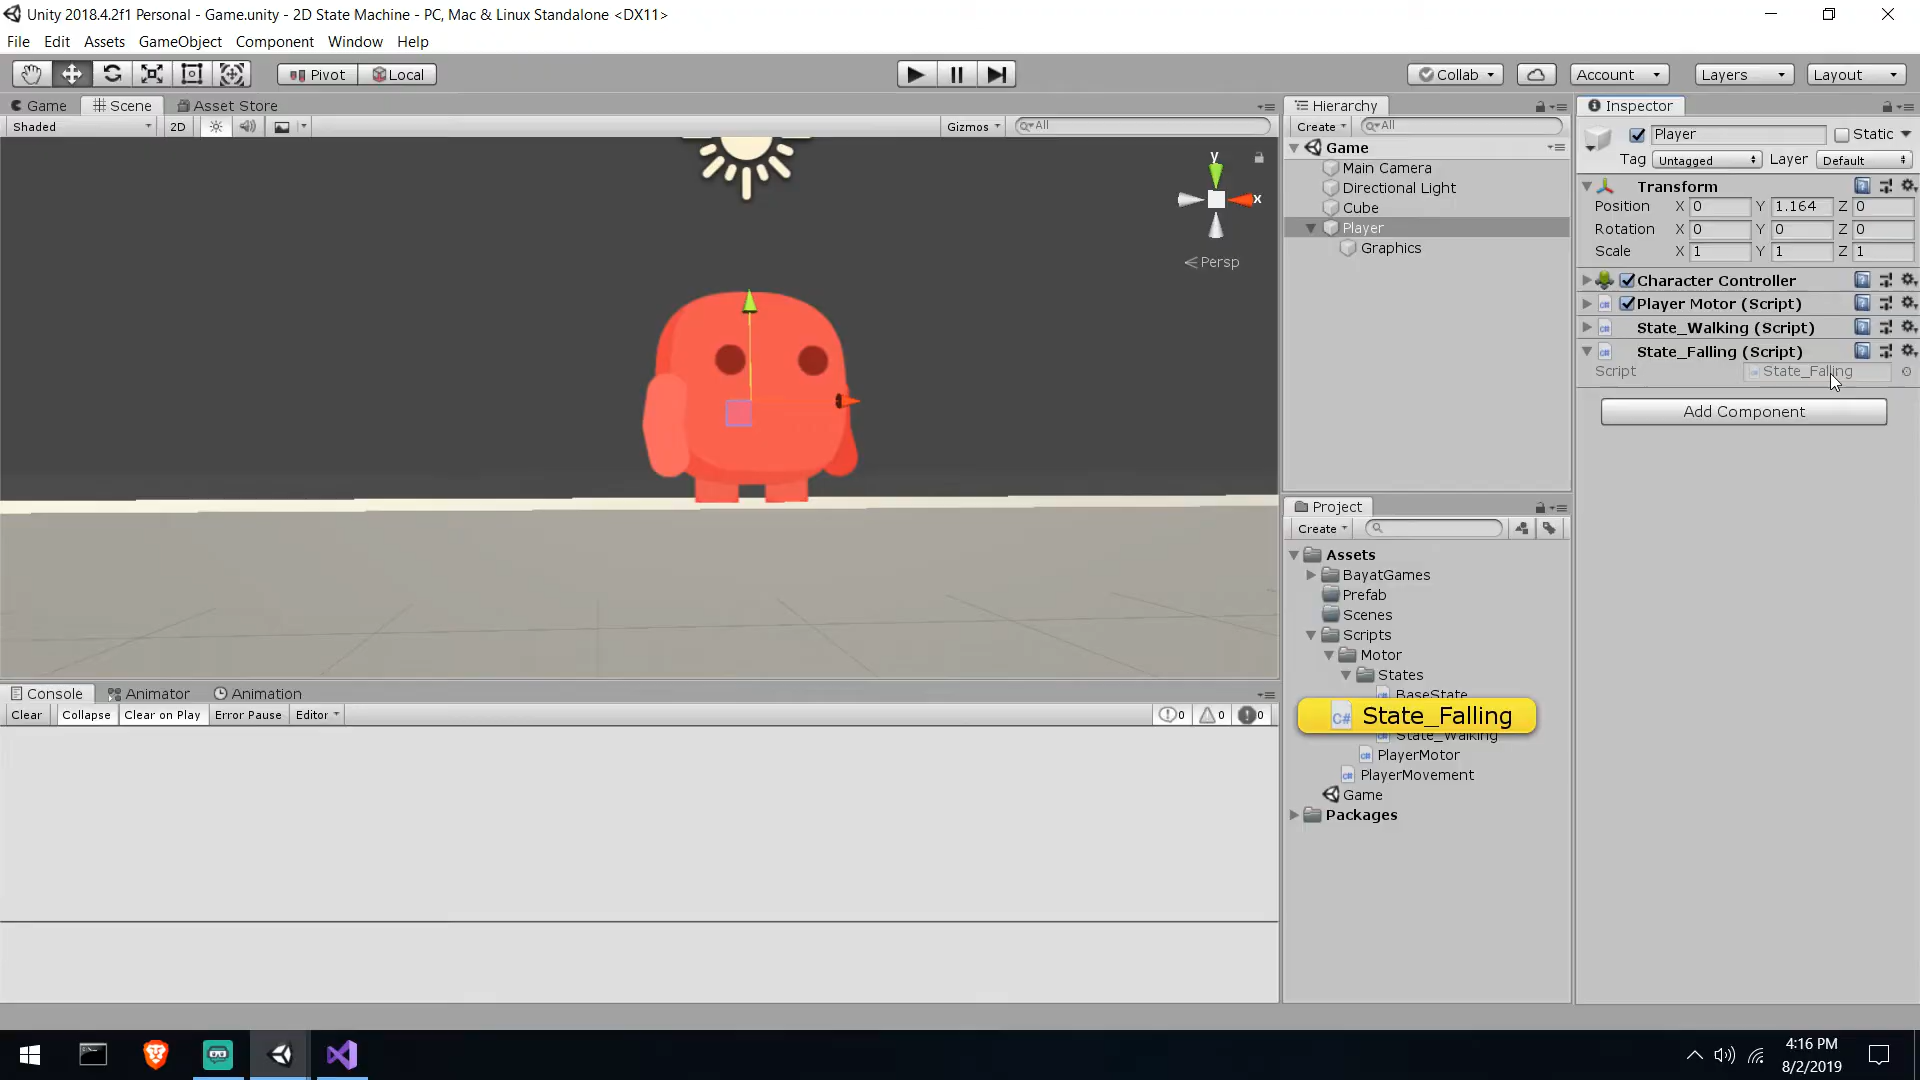 Unity 2018.4.2f1 Personal - Game.unity - 2D State Machine - PC, Mac & Linux Standalone <DX11>
File Edit Assets GameObject Component Window Help
Pivot Local Collab Account Layers Layout
Game Scene Asset Store
Shaded 2D Gizmos All
y
x
Persp
Hierarchy
Create All
Game
Main Camera
Directional Light
Cube
Player
Graphics
Inspector
Player Static
Tag Untagged Layer Default
Transform
Position X 0 Y 1.164 Z 0
Rotation X 0 Y 0 Z 0
Scale X 1 Y 1 Z 1
Character Controller
Player Motor (Script)
State_Walking (Script)
State_Falling (Script)
Script State_Falling
Add Component
Project
Create
Assets
BayatGames
Prefab
Scenes
Scripts
Motor
States
BaseState
C# State_Falling
State_Walking
PlayerMotor
PlayerMovement
Game
Packages
Console Animator Animation
Clear Collapse Clear on Play Error Pause Editor 0 0 0
4:16 PM
8/2/2019